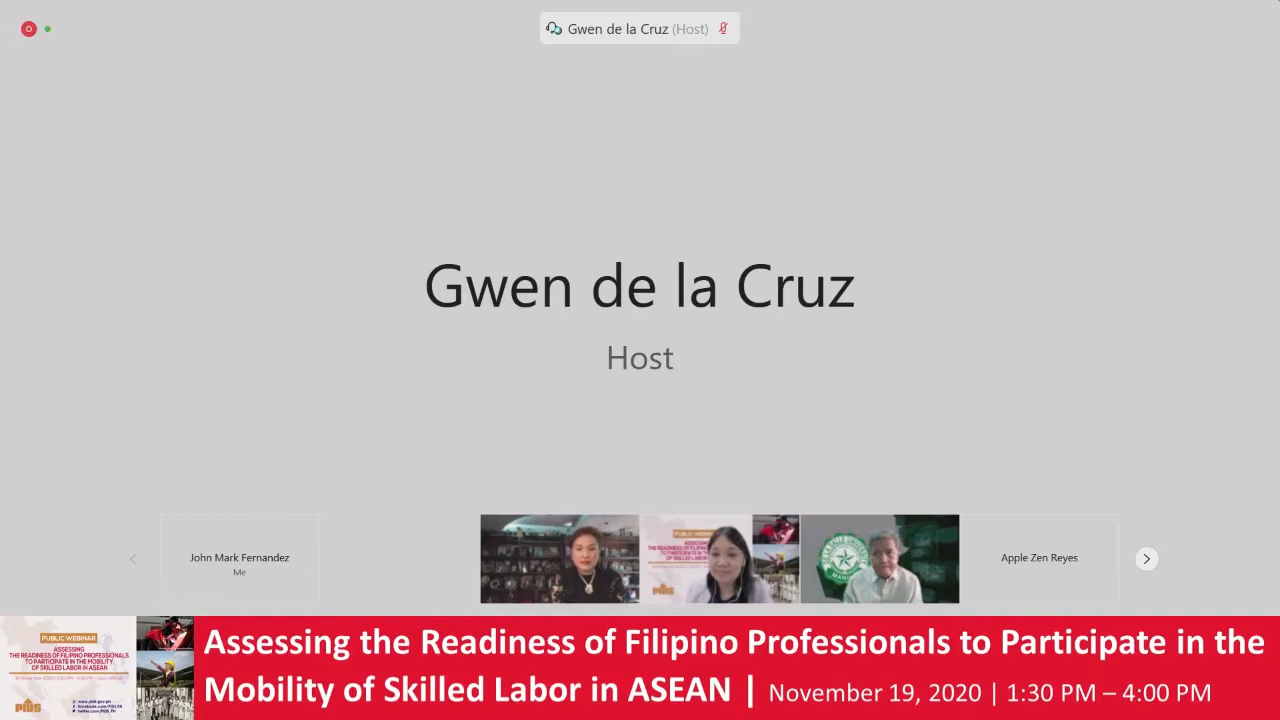 Gwen de la Cruz (Host)
Gwen de la Cruz
Host
John Mark Fernandez
Me
Apple Zen Reyes
PUBLIC WEBINAR
ASSESSING
THE READINESS OF FILIPINO PROFESSIONALS
TO PARTICIPATE IN THE MOBILITY
OF SKILLED LABOR IN ASEAN
PIDS
Assessing the Readiness of Filipino Professionals to Participate in the
Mobility of Skilled Labor in ASEAN | November 19, 2020 | 1:30 PM – 4:00 PM